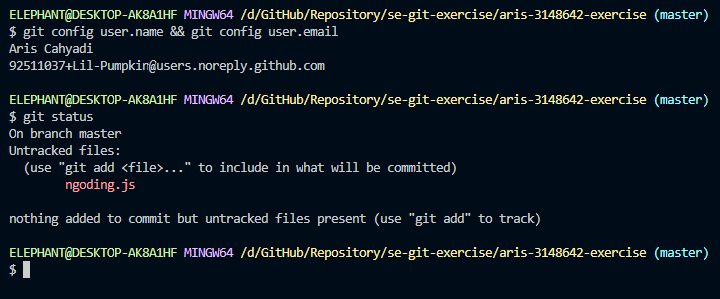 ELEPHANT@DESKTOP-AK8A1HF MINGW64 /d/GitHub/Repository/se-git-exercise/aris-3148642-exercise (master)
$ git config user.name && git config user.email
Aris Cahyadi
92511037+Lil-Pumpkin@users.noreply.github.com
ELEPHANT@DESKTOP-AK8A1HF MINGW64 /d/GitHub/Repository/se-git-exercise/aris-3148642-exercise (master)
$ git status
On branch master
Untracked files:
  (use "git add <file>..." to include in what will be committed)
        ngoding.js
nothing added to commit but untracked files present (use "git add" to track)
ELEPHANT@DESKTOP-AK8A1HF MINGW64 /d/GitHub/Repository/se-git-exercise/aris-3148642-exercise (master)
$